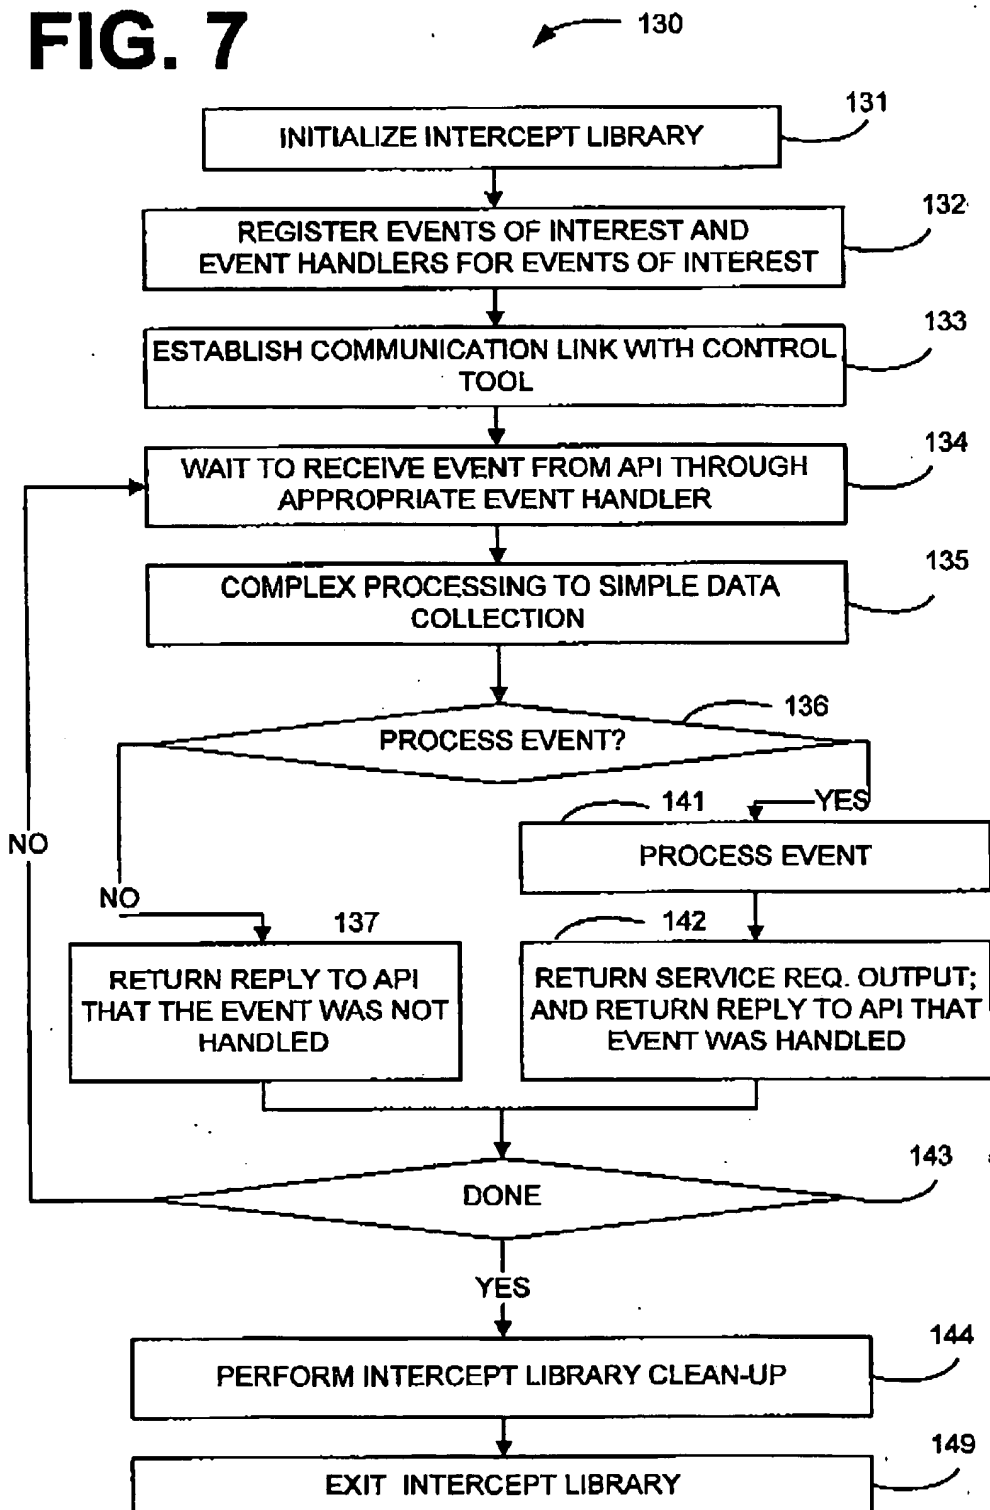 FIG. 7
130
131
INITIALIZE INTERCEPT LIBRARY
132
REGISTER EVENTS OF INTEREST AND
EVENT HANDLERS FOR EVENTS OF INTEREST
133
ESTABLISH COMMUNICATION LINK WITH CONTROL
TOOL
134
WAIT TO RECEIVE EVENT FROM API THROUGH
APPROPRIATE EVENT HANDLER
135
COMPLEX PROCESSING TO SIMPLE DATA
COLLECTION
136
PROCESS EVENT?
YES
141
PROCESS EVENT
NO
NO
137
RETURN REPLY TO API
THAT THE EVENT WAS NOT
HANDLED
142
RETURN SERVICE REQ. OUTPUT;
AND RETURN REPLY TO API THAT
EVENT WAS HANDLED
143
DONE
YES
144
PERFORM INTERCEPT LIBRARY CLEAN-UP
149
EXIT INTERCEPT LIBRARY